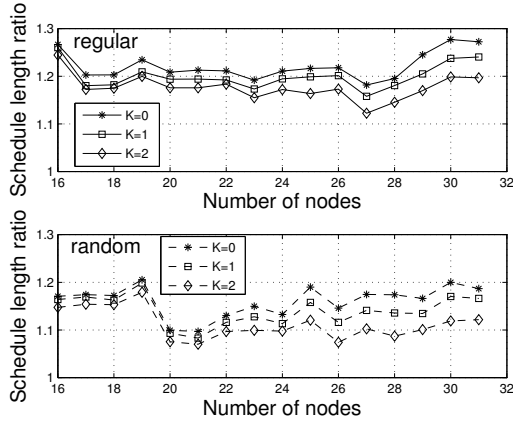 1.3
regular
1.2
1.1
1
Schedule length ratio
K=0
K=1
K=2
16 18 20 22 24 26 28 30 32
Number of nodes
1.3
random
1.2
1.1
1
Schedule length ratio
K=0
K=1
K=2
16 18 20 22 24 26 28 30 32
Number of nodes